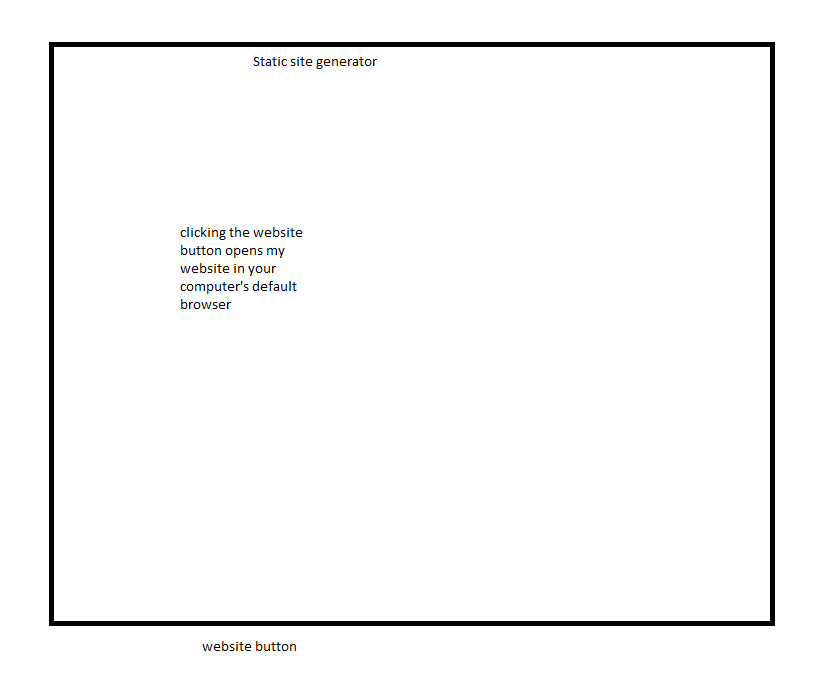 Static site generator
clicking the website
button opens my
website in your
computer's default
browser
website button